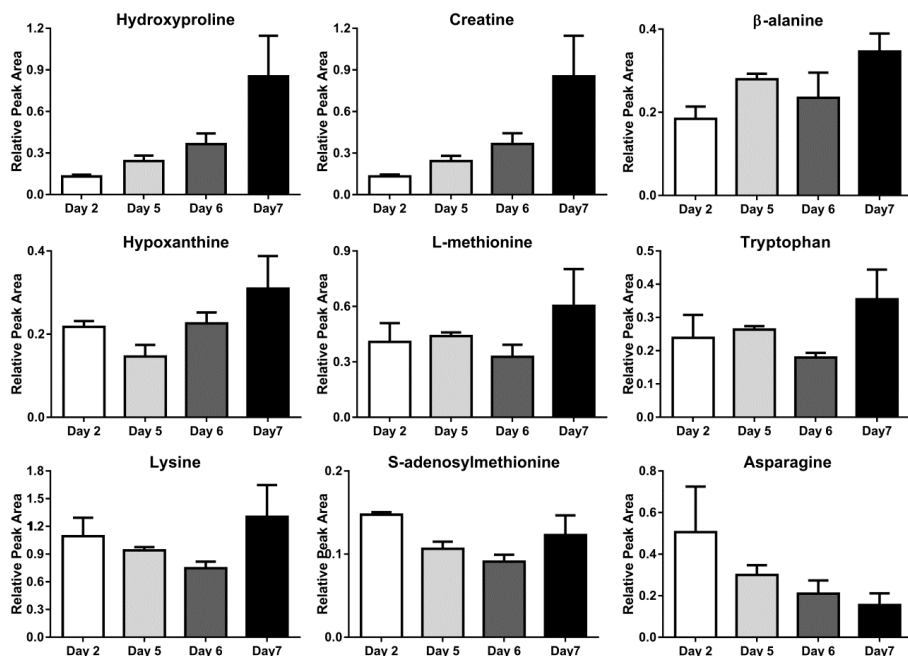 Hydroxyproline
Relative Peak Area
1.2
0.9
0.6
0.3
0.0
Day 2 Day 5 Day 6 Day7
Creatine
Relative Peak Area
1.2
0.9
0.6
0.3
0.0
Day 2 Day 5 Day 6 Day7
β-alanine
Relative Peak Area
0.4
0.2
0.0
Day 2 Day 5 Day 6 Day7
Hypoxanthine
Relative Peak Area
0.4
0.2
0.0
Day 2 Day 5 Day 6 Day7
L-methionine
Relative Peak Area
0.9
0.6
0.3
0.0
Day 2 Day 5 Day 6 Day7
Tryptophan
Relative Peak Area
0.5
0.4
0.3
0.2
0.1
0.0
Day 2 Day 5 Day 6 Day7
Lysine
Relative Peak Area
1.8
1.5
1.2
0.9
0.6
0.3
0.0
Day 2 Day 5 Day 6 Day7
S-adenosylmethionine
Relative Peak Area
0.2
0.1
0.0
Day 2 Day 5 Day 6 Day7
Asparagine
Relative Peak Area
0.8
0.6
0.4
0.2
0.0
Day 2 Day 5 Day 6 Day7